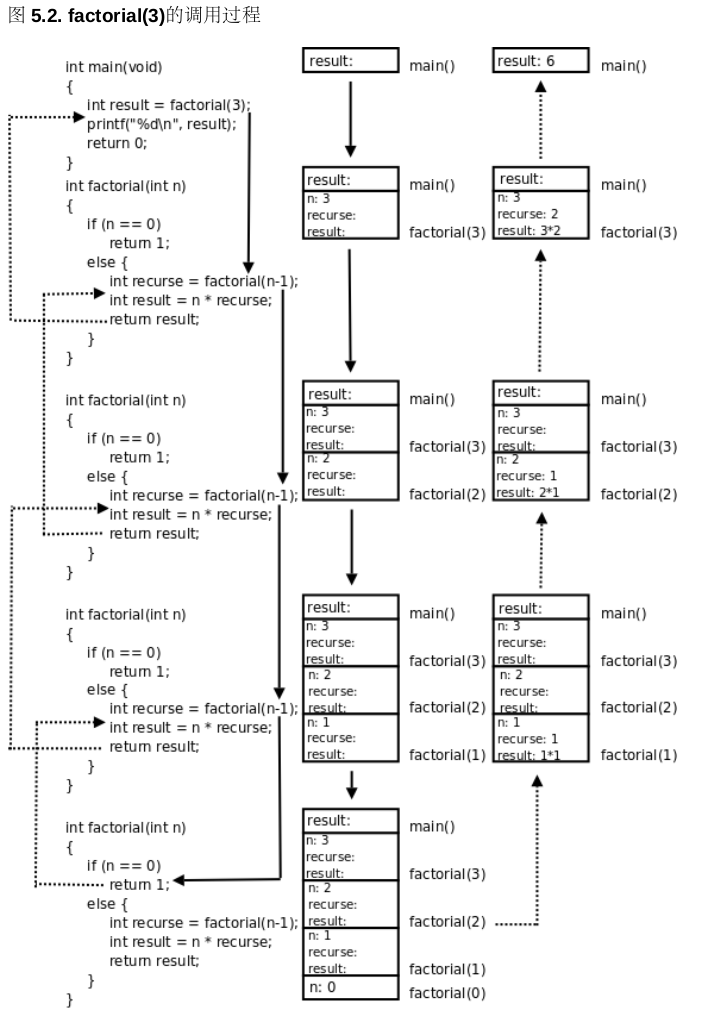 图 5.2. factorial(3)的调用过程
int main(void)
{
int result = factorial(3);
printf("%d\n", result);
return 0;
}
int factorial(int n)
{
if (n == 0)
return 1;
else {
int recurse = factorial(n-1);
int result = n * recurse;
return result;
}
}
int factorial(int n)
{
if (n == 0)
return 1;
else {
int recurse = factorial(n-1);
int result = n * recurse;
return result;
}
}
int factorial(int n)
{
if (n == 0)
return 1;
else {
int recurse = factorial(n-1);
int result = n * recurse;
return result;
}
}
int factorial(int n)
{
if (n == 0)
return 1;
else {
int recurse = factorial(n-1);
int result = n * recurse;
return result;
}
}
result: main()
result: main()
n: 3
recurse:
result: factorial(3)
result: main()
n: 3
recurse:
result: factorial(3)
n: 2
recurse:
result: factorial(2)
result: main()
n: 3
recurse:
result: factorial(3)
n: 2
recurse:
result: factorial(2)
n: 1
recurse:
result: factorial(1)
result: main()
n: 3
recurse:
result: factorial(3)
n: 2
recurse:
result: factorial(2)
n: 1
recurse:
result: factorial(1)
n: 0 factorial(0)
result: 6 main()
result: main()
n: 3
recurse: 2
result: 3*2 factorial(3)
result: main()
n: 3
recurse:
result: factorial(3)
n: 2
recurse: 1
result: 2*1 factorial(2)
result: main()
n: 3
recurse:
result: factorial(3)
n: 2
recurse:
result: factorial(2)
n: 1
recurse: 1
result: 1*1 factorial(1)